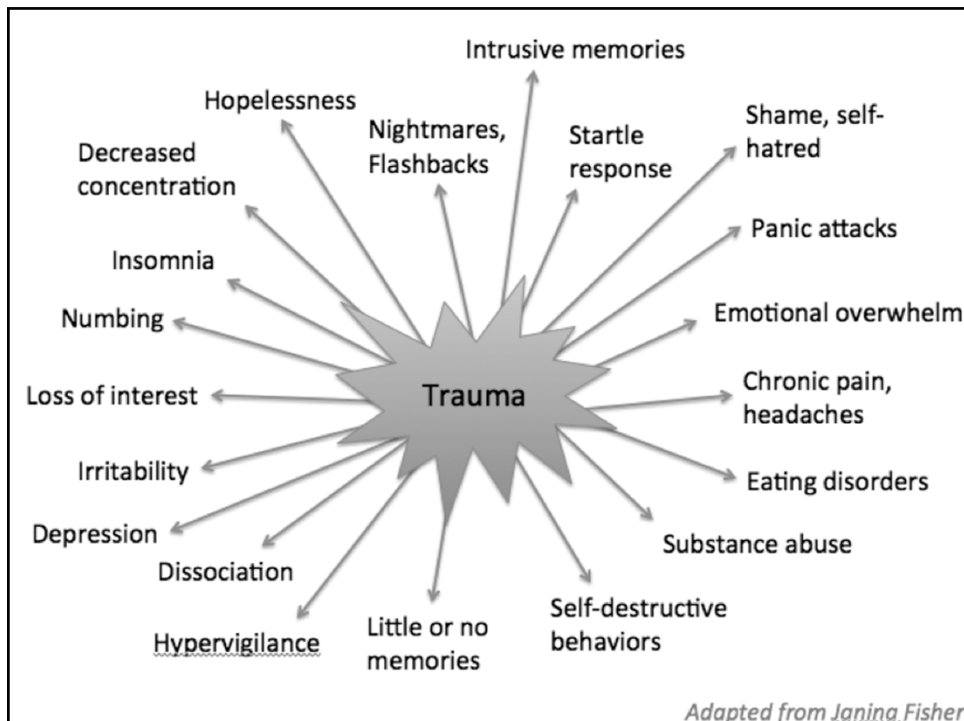 Intrusive memories
Hopelessness
Nightmares,
Flashbacks
Startle
response
Shame, self-
hatred
Decreased
concentration
Panic attacks
Insomnia
Numbing
Emotional overwhelm
Trauma
Loss of interest
Chronic pain,
headaches
Irritability
Eating disorders
Depression
Substance abuse
Dissociation
Hypervigilance
Little or no
memories
Self-destructive
behaviors
Adapted from Janina Fisher